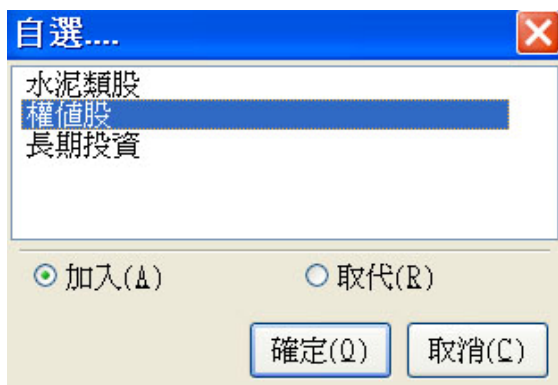 自選....
水泥類股
權值股
長期投資
加入(A) 取代(R)
確定(O) 取消(C)